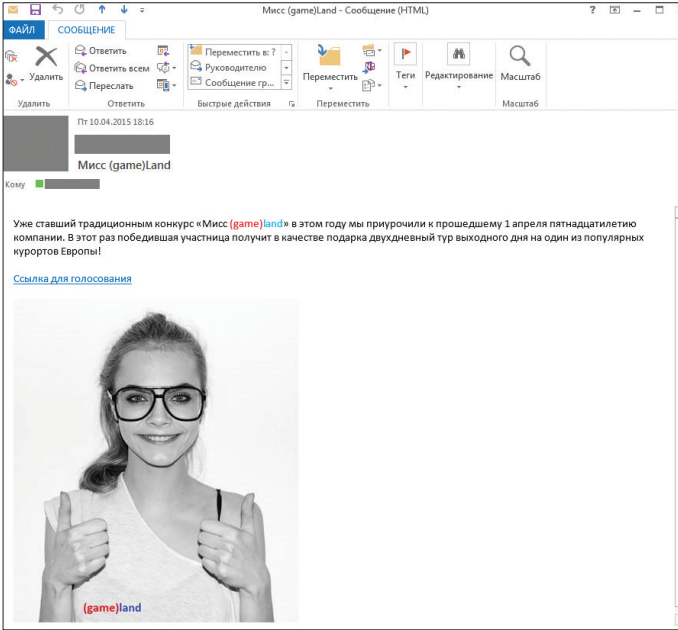 Мисс (game)Land - Сообщение (HTML)
ФАЙЛ СООБЩЕНИЕ
Удалить
Удалить
Ответить
Ответить всем
Переслать
Ответить
Переместить в: ?
Руководителю
Сообщение гр...
Быстрые действия
Переместить
Переместить
Теги
Редактирование
Масштаб
Масштаб
Пт 10.04.2015 18:16
Мисс (game)Land
Кому
Уже ставший традиционным конкурс «Мисс (game)land» в этом году мы приурочили к прошедшему 1 апреля пятнадцатилетию
компании. В этот раз победившая участница получит в качестве подарка двухдневный тур выходного дня на один из популярных
курортов Европы!
Ссылка для голосования
(game)land